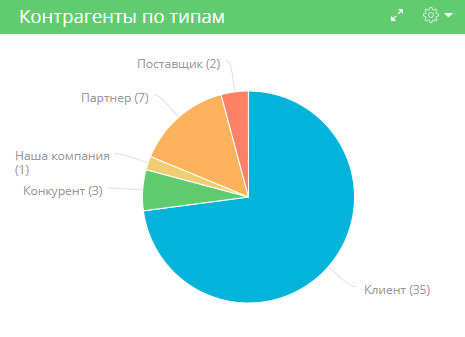 Контрагенты по типам
Поставщик (2)
Партнер (7)
Наша компания
(1)
Конкурент (3)
Клиент (35)